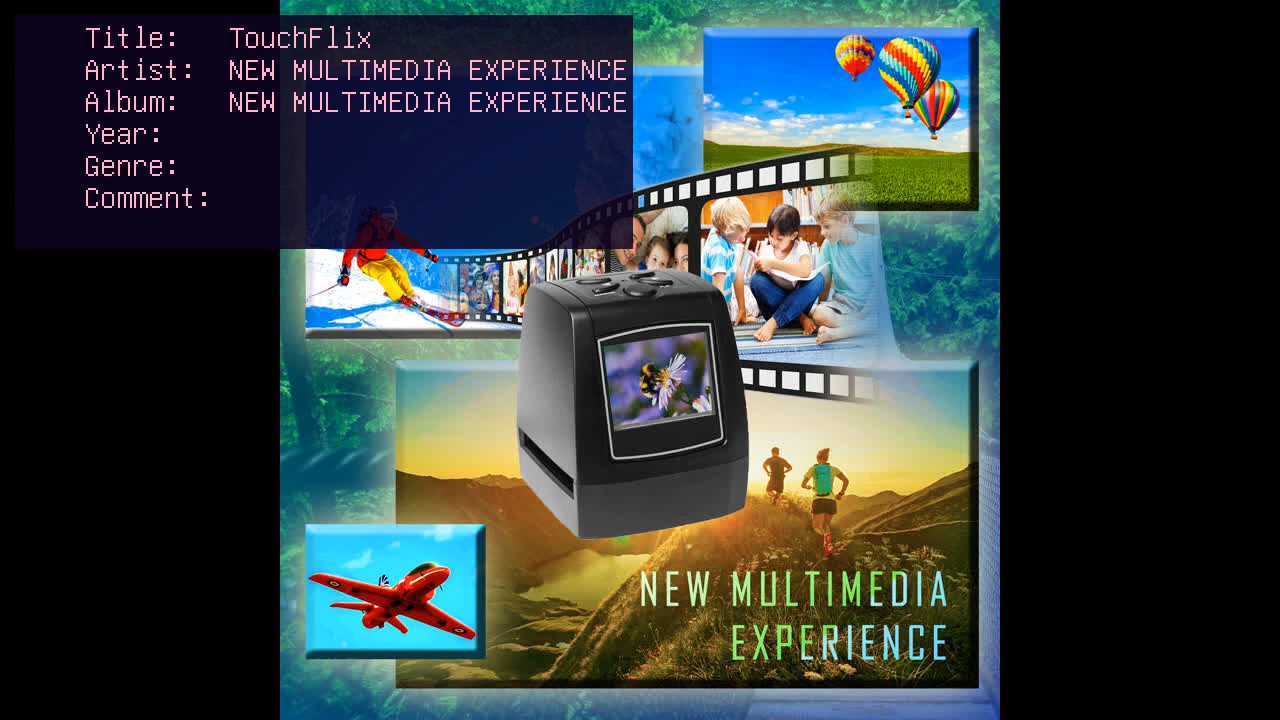 Title: TouchFlix
Artist: NEW MULTIMEDIA EXPERIENCE
Album: NEW MULTIMEDIA EXPERIENCE
Year:
Genre:
Comment:
NEW MULTIMEDIA
EXPERIENCE